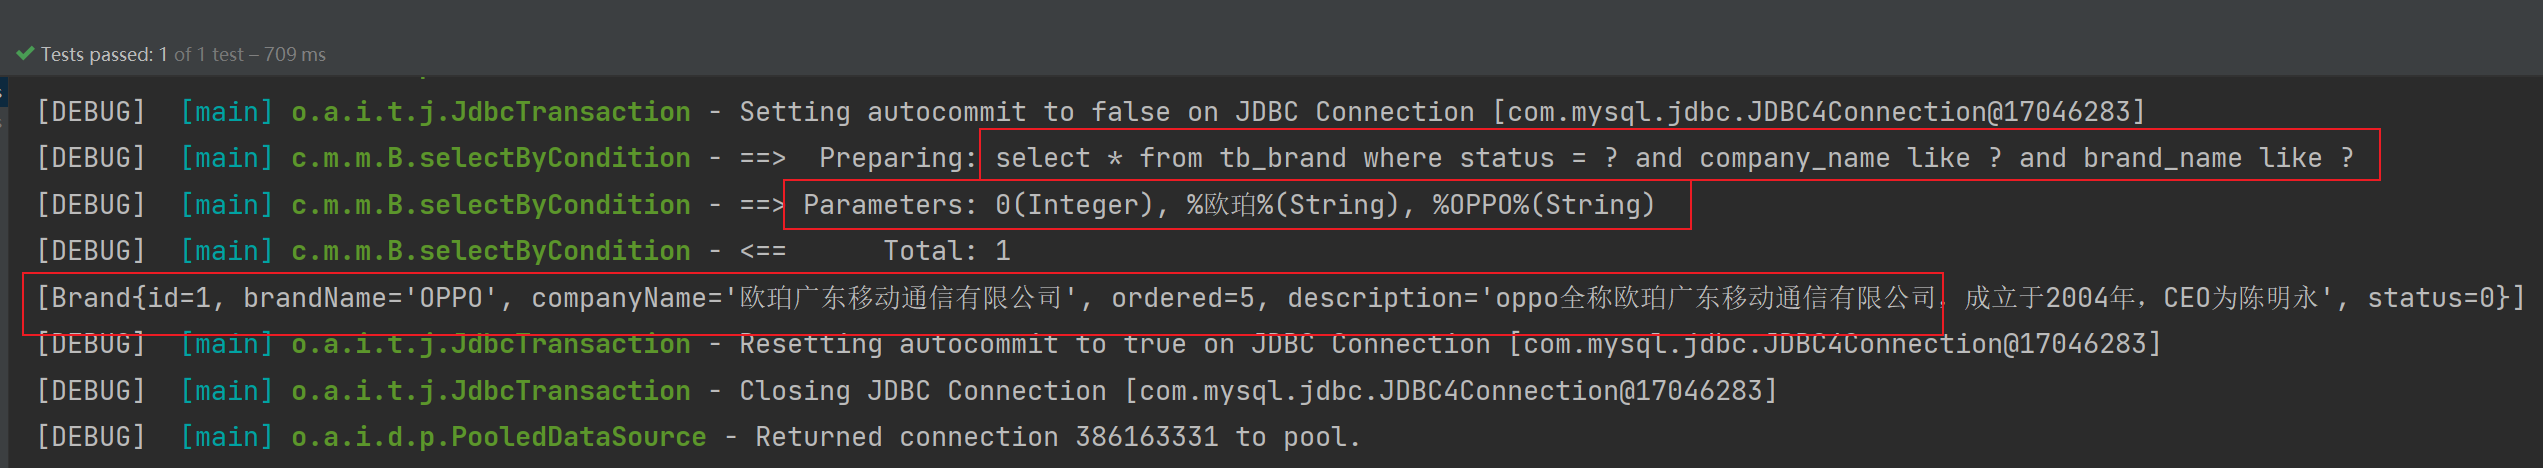 Tests passed: 1 of 1 test – 709 ms
[DEBUG] [main] o.a.i.t.j.JdbcTransaction - Setting autocommit to false on JDBC Connection [com.mysql.jdbc.JDBC4Connection@17046283]
[DEBUG] [main] c.m.m.B.selectByCondition - ==>  Preparing: select * from tb_brand where status = ? and company_name like ? and brand_name like ?
[DEBUG] [main] c.m.m.B.selectByCondition - ==> Parameters: 0(Integer), %欧珀%(String), %OPPO%(String)
[DEBUG] [main] c.m.m.B.selectByCondition - <==      Total: 1
[Brand{id=1, brandName='OPPO', companyName='欧珀广东移动通信有限公司', ordered=5, description='oppo全称欧珀广东移动通信有限公司，成立于2004年，CEO为陈明永', status=0}]
[DEBUG] [main] o.a.i.t.j.JdbcTransaction - Resetting autocommit to true on JDBC Connection [com.mysql.jdbc.JDBC4Connection@17046283]
[DEBUG] [main] o.a.i.t.j.JdbcTransaction - Closing JDBC Connection [com.mysql.jdbc.JDBC4Connection@17046283]
[DEBUG] [main] o.a.i.d.p.PooledDataSource - Returned connection 386163331 to pool.